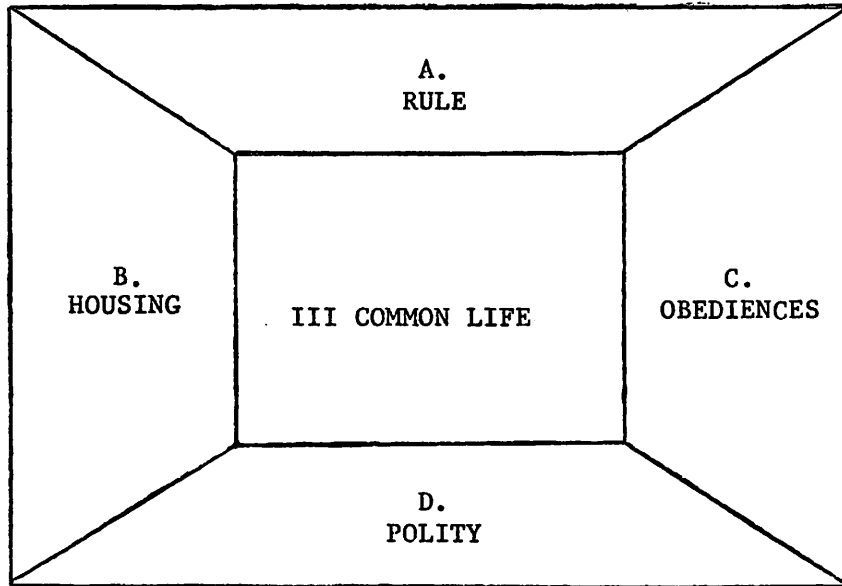 A.
RULE
B.
HOUSING
III COMMON LIFE
C.
OBEDIENCES
D.
POLITY